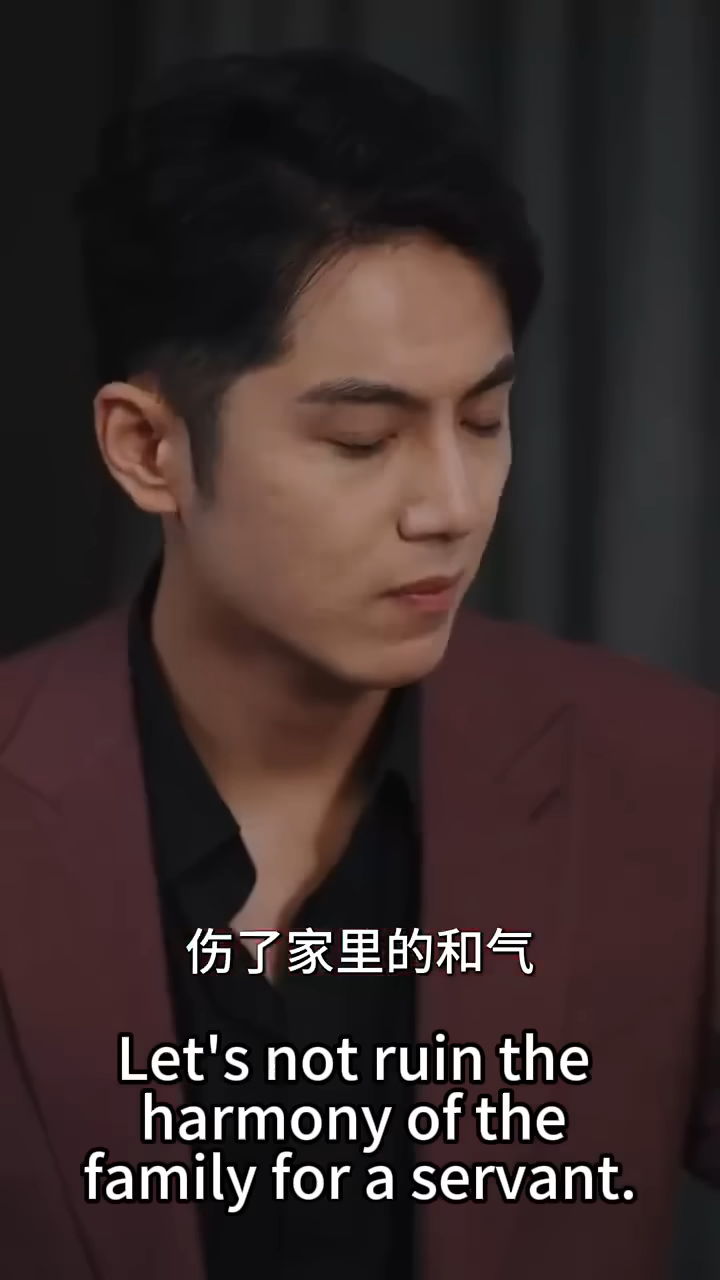 伤了家里的和气
Let's not ruin the
harmony of the
family for a servant.